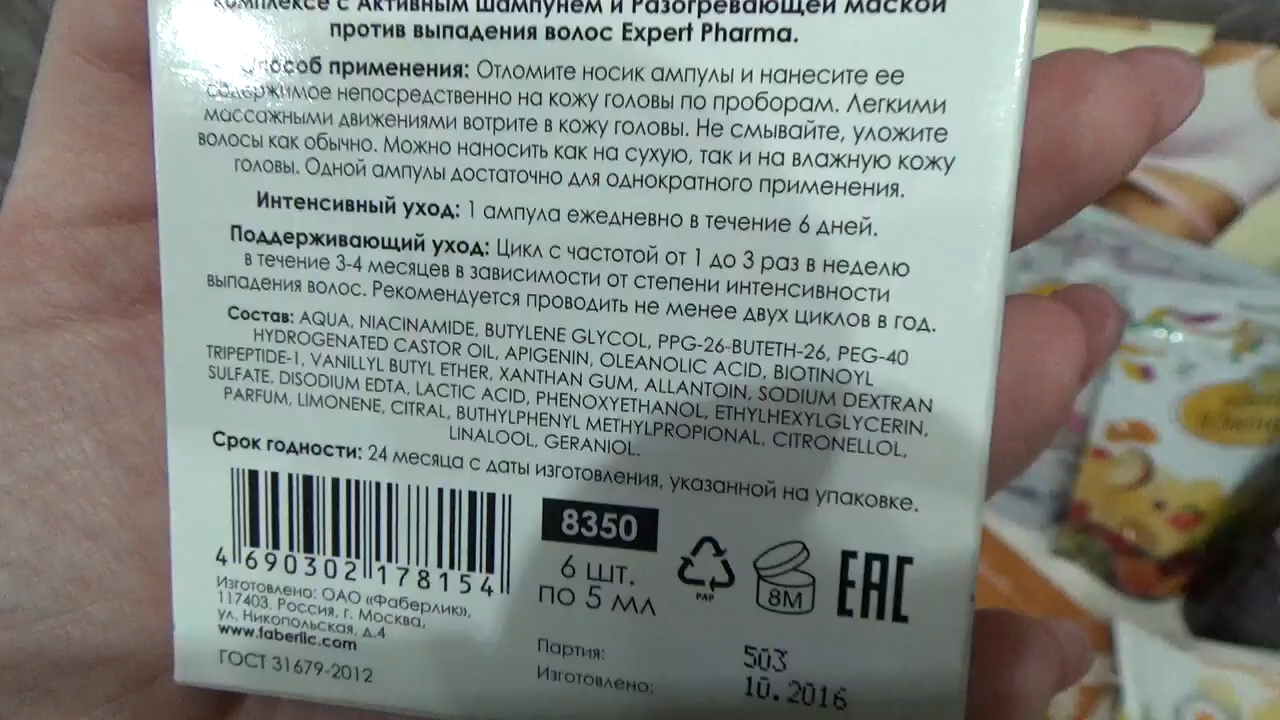 комплексе с Активным шампунем и Разогревающей маской
против выпадения волос Expert Pharma.
Способ применения: Отломите носик ампулы и нанесите ее
содержимое непосредственно на кожу головы по проборам. Легкими
массажными движениями вотрите в кожу головы. Не смывайте, уложите
волосы как обычно. Можно наносить как на сухую, так и на влажную кожу
головы. Одной ампулы достаточно для однократного применения.
Интенсивный уход: 1 ампула ежедневно в течение 6 дней.
Поддерживающий уход: Цикл с частотой от 1 до 3 раз в неделю
в течение 3-4 месяцев в зависимости от степени интенсивности
выпадения волос. Рекомендуется проводить не менее двух циклов в год.
Состав: AQUA, NIACINAMIDE, BUTYLENE GLYCOL, PPG-26-BUTETH-26, PEG-40
HYDROGENATED CASTOR OIL, APIGENIN, OLEANOLIC ACID, BIOTINOYL
TRIPEPTIDE-1, VANILLYL BUTYL ETHER, XANTHAN GUM, ALLANTOIN, SODIUM DEXTRAN
SULFATE, DISODIUM EDTA, LACTIC ACID, PHENOXYETHANOL, ETHYLHEXYLGLYCERIN,
PARFUM, LIMONENE, CITRAL, BUTHYLPHENYL METHYLPROPIONAL, CITRONELLOL,
LINALOOL, GERANIOL.
Срок годности: 24 месяца с даты изготовления, указанной на упаковке.
4 690302 178154
Изготовлено: ОАО «Фаберлик»,
117403, Россия, г. Москва,
ул. Никопольская, д.4
www.faberlic.com
ГОСТ 31679-2012
8350
6 шт.
по 5 мл
PAP
8M
EAC
Партия: 503
Изготовлено: 10.2016